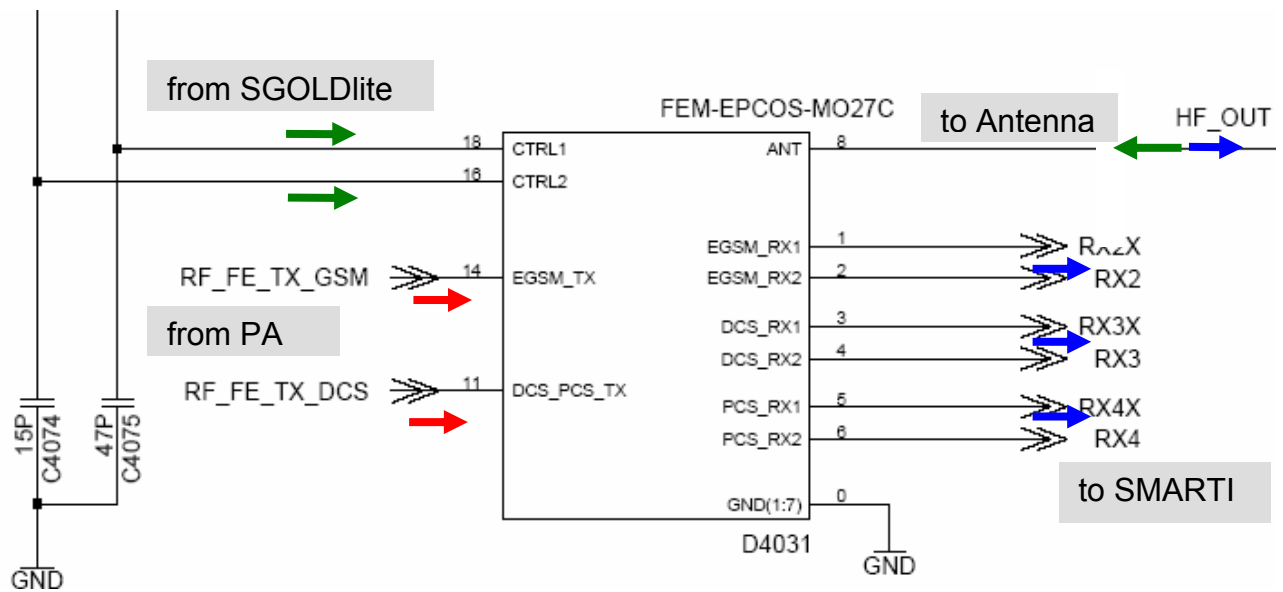 from SGOLDlite
FEM-EPCOS-MO27C
to Antenna
HF_OUT
18
CTRL1
ANT
8
16
CTRL2
EGSM_RX1
1
RF_FE_TX_GSM
14
EGSM_TX
EGSM_RX2
2
RX2
from PA
DCS_RX1
3
RX3X
DCS_RX2
4
RX3
RF_FE_TX_DCS
11
DCS_PCS_TX
PCS_RX1
5
RX4X
PCS_RX2
6
RX4
15P
C4074
47P
C4075
to SMARTI
GND(1:7)
0
D4031
GND
GND